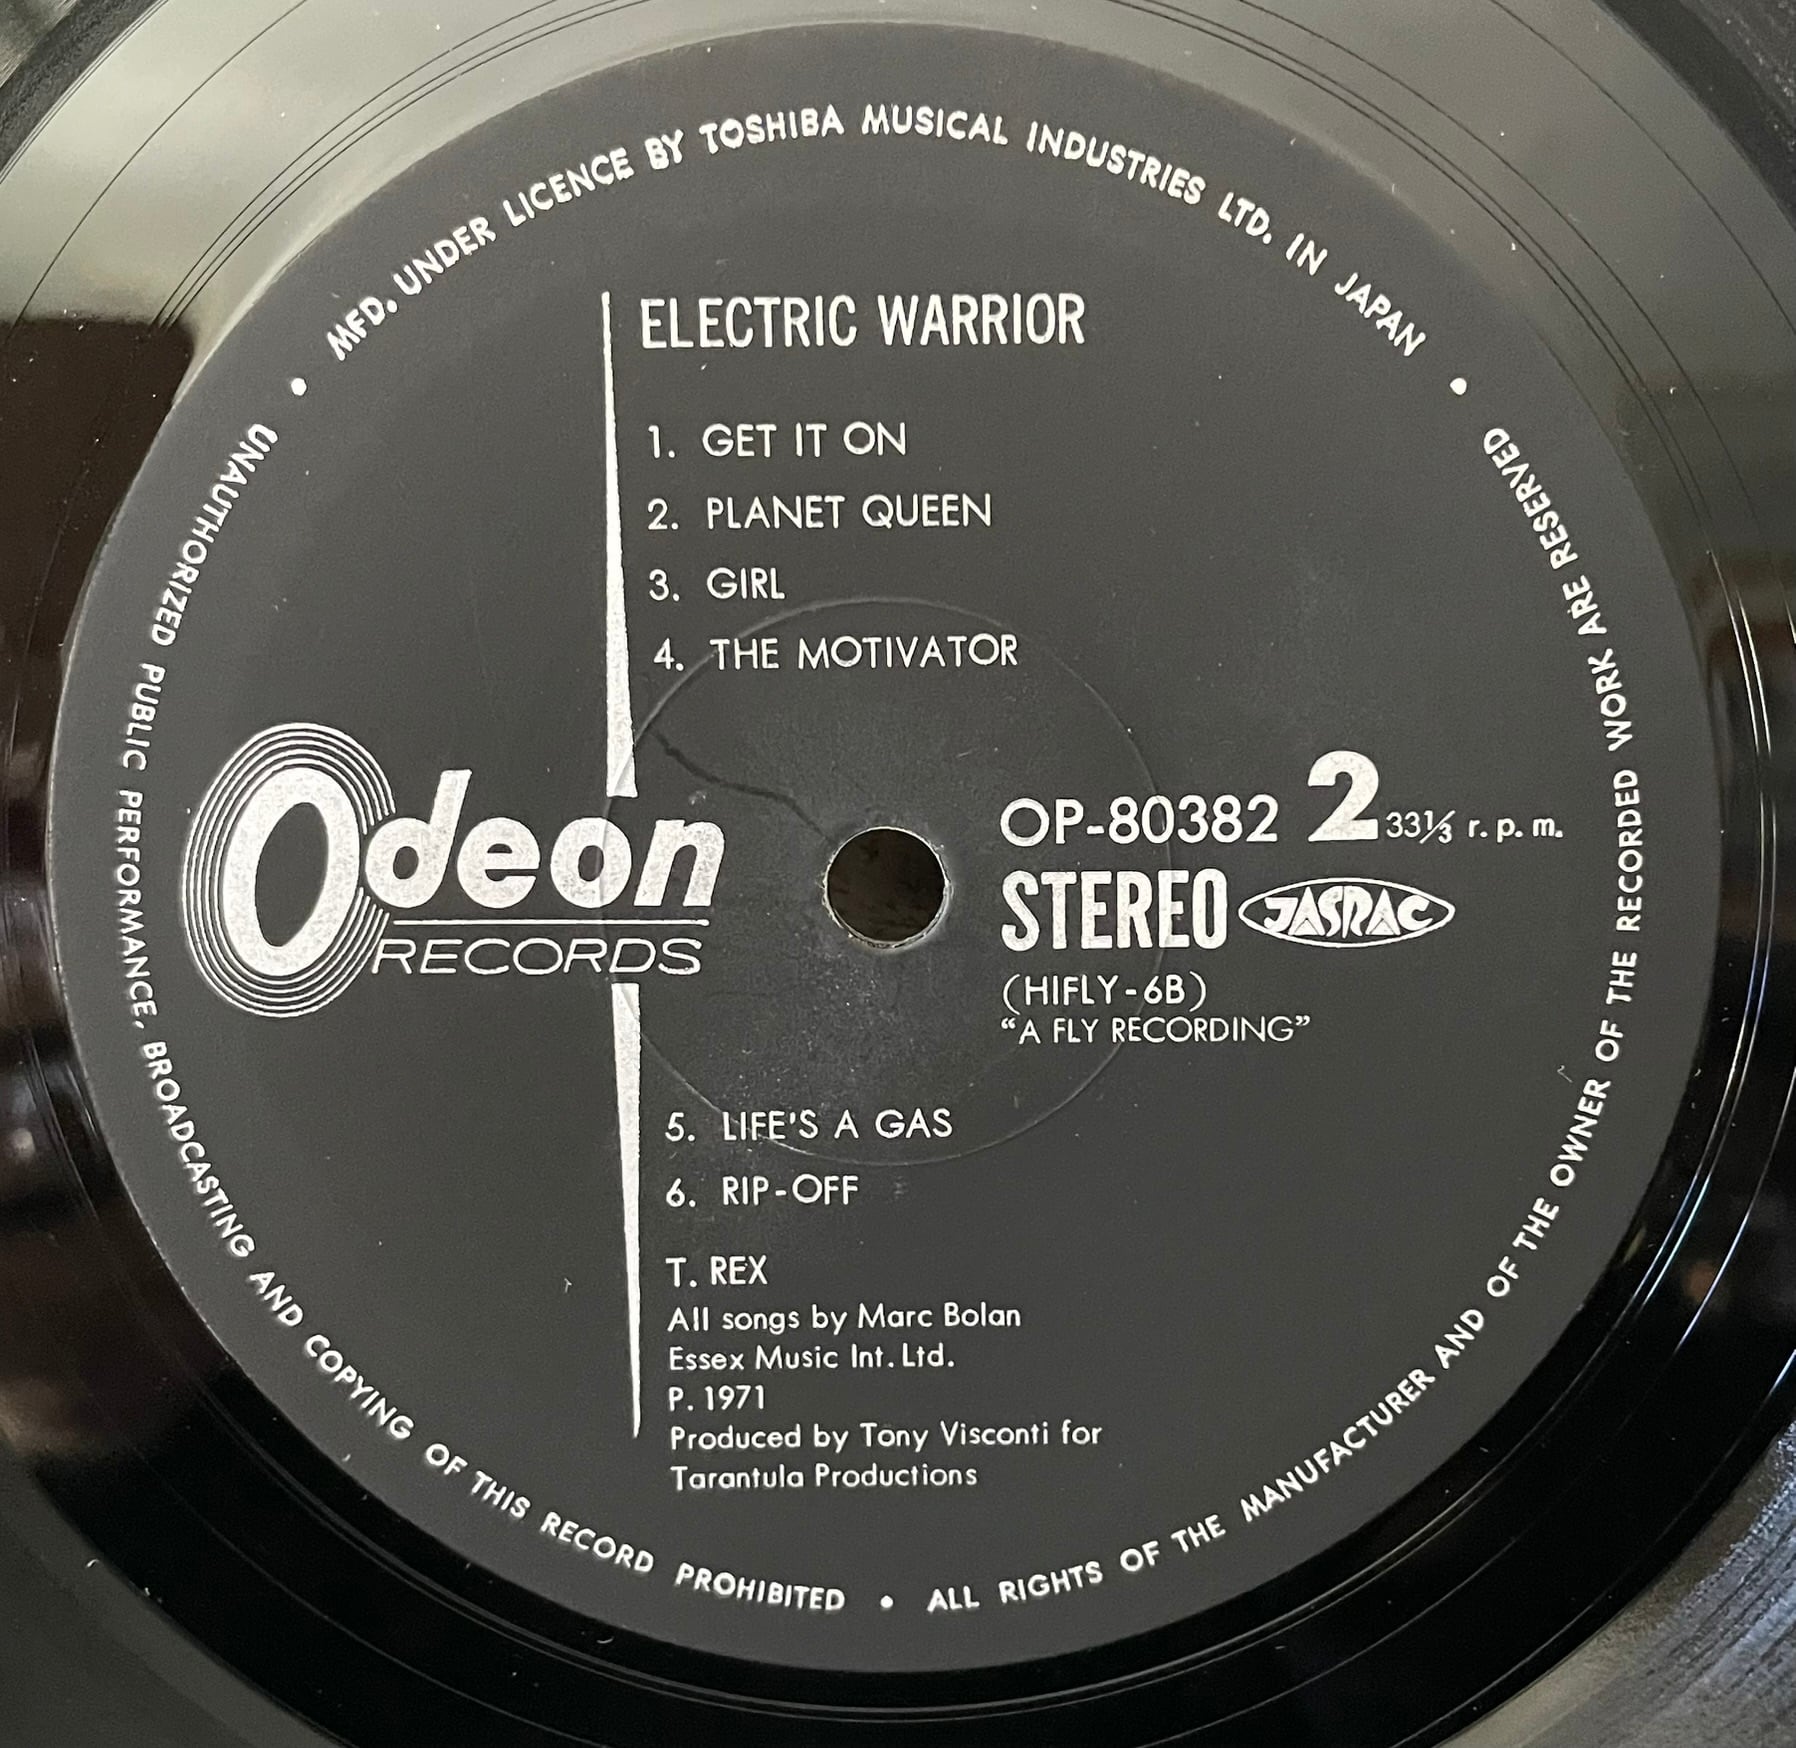 MFD. UNDER LICENCE BY TOSHIBA MUSICAL INDUSTRIES LTD. IN JAPAN •
ELECTRIC WARRIOR
1. GET IT ON
2. PLANET QUEEN
3. GIRL
4. THE MOTIVATOR
Odeon
RECORDS
OP-80382 2 33⅓ r.p.m.
STEREO JASRAC
(HIFLY-6B)
"A FLY RECORDING"
5. LIFE'S A GAS
6. RIP-OFF
T. REX
All songs by Marc Bolan
Essex Music Int. Ltd.
P. 1971
Produced by Tony Visconti for
Tarantula Productions
• UNAUTHORIZED PUBLIC PERFORMANCE, BROADCASTING AND COPYING OF THIS RECORD PROHIBITED • ALL RIGHTS OF THE MANUFACTURER AND OF THE OWNER OF THE RECORDED WORK ARE RESERVED